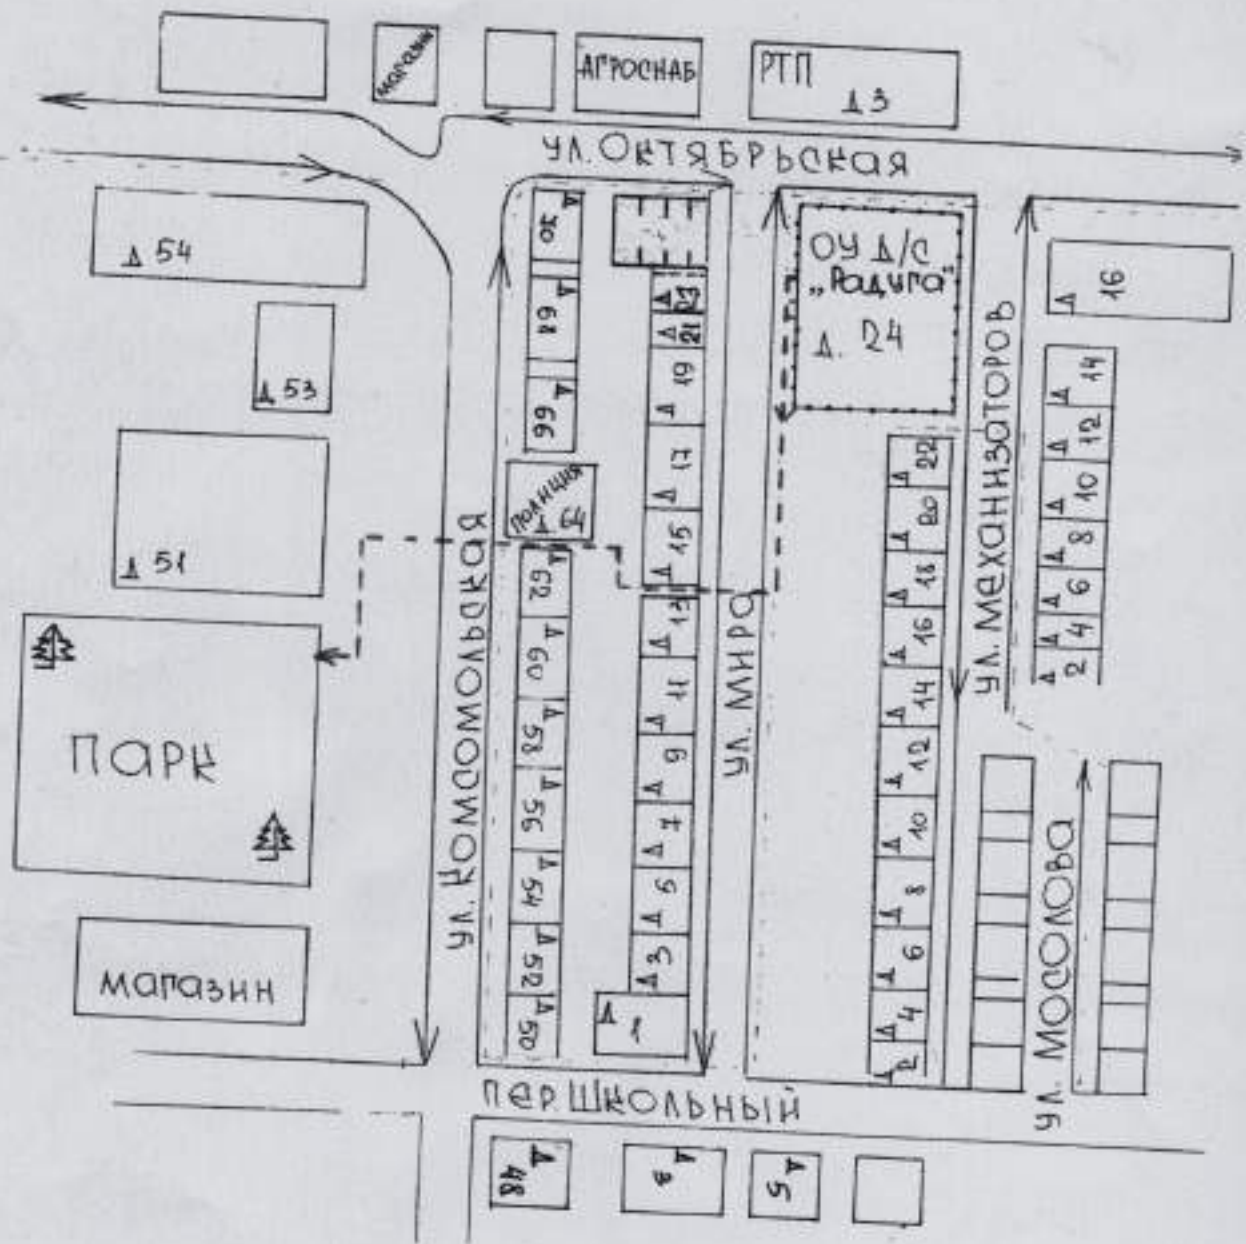 магазин
АГРОСНАБ
РТП
д 3
ул. ОКТЯБРЬСКАЯ
д 54
д 53
д 51
ПАРК
магазин
ул. КОМСОМОЛЬСКАЯ
д 70
д 68
д 66
ПОЛИЦИЯ
д 64
д 62
д 60
д 58
д 56
д 54
д 52
д 50
д 23
д 21
д 19
д 17
д 15
д 13
д 11
д 9
д 7
д 5
д 3
д 1
ул. МИРА
ОУ Д/С
„Радуга"
д. 24
д 22
д 20
д 18
д 16
д 14
д 12
д 10
д 8
д 6
д 4
д 2
ул. МЕХАНИЗАТОРОВ
д 16
д 14
д 12
д 10
д 8
д 6
д 4
д 2
ул. МОСОЛОВА
пер. ШКОЛЬНЫЙ
д 48
д 5